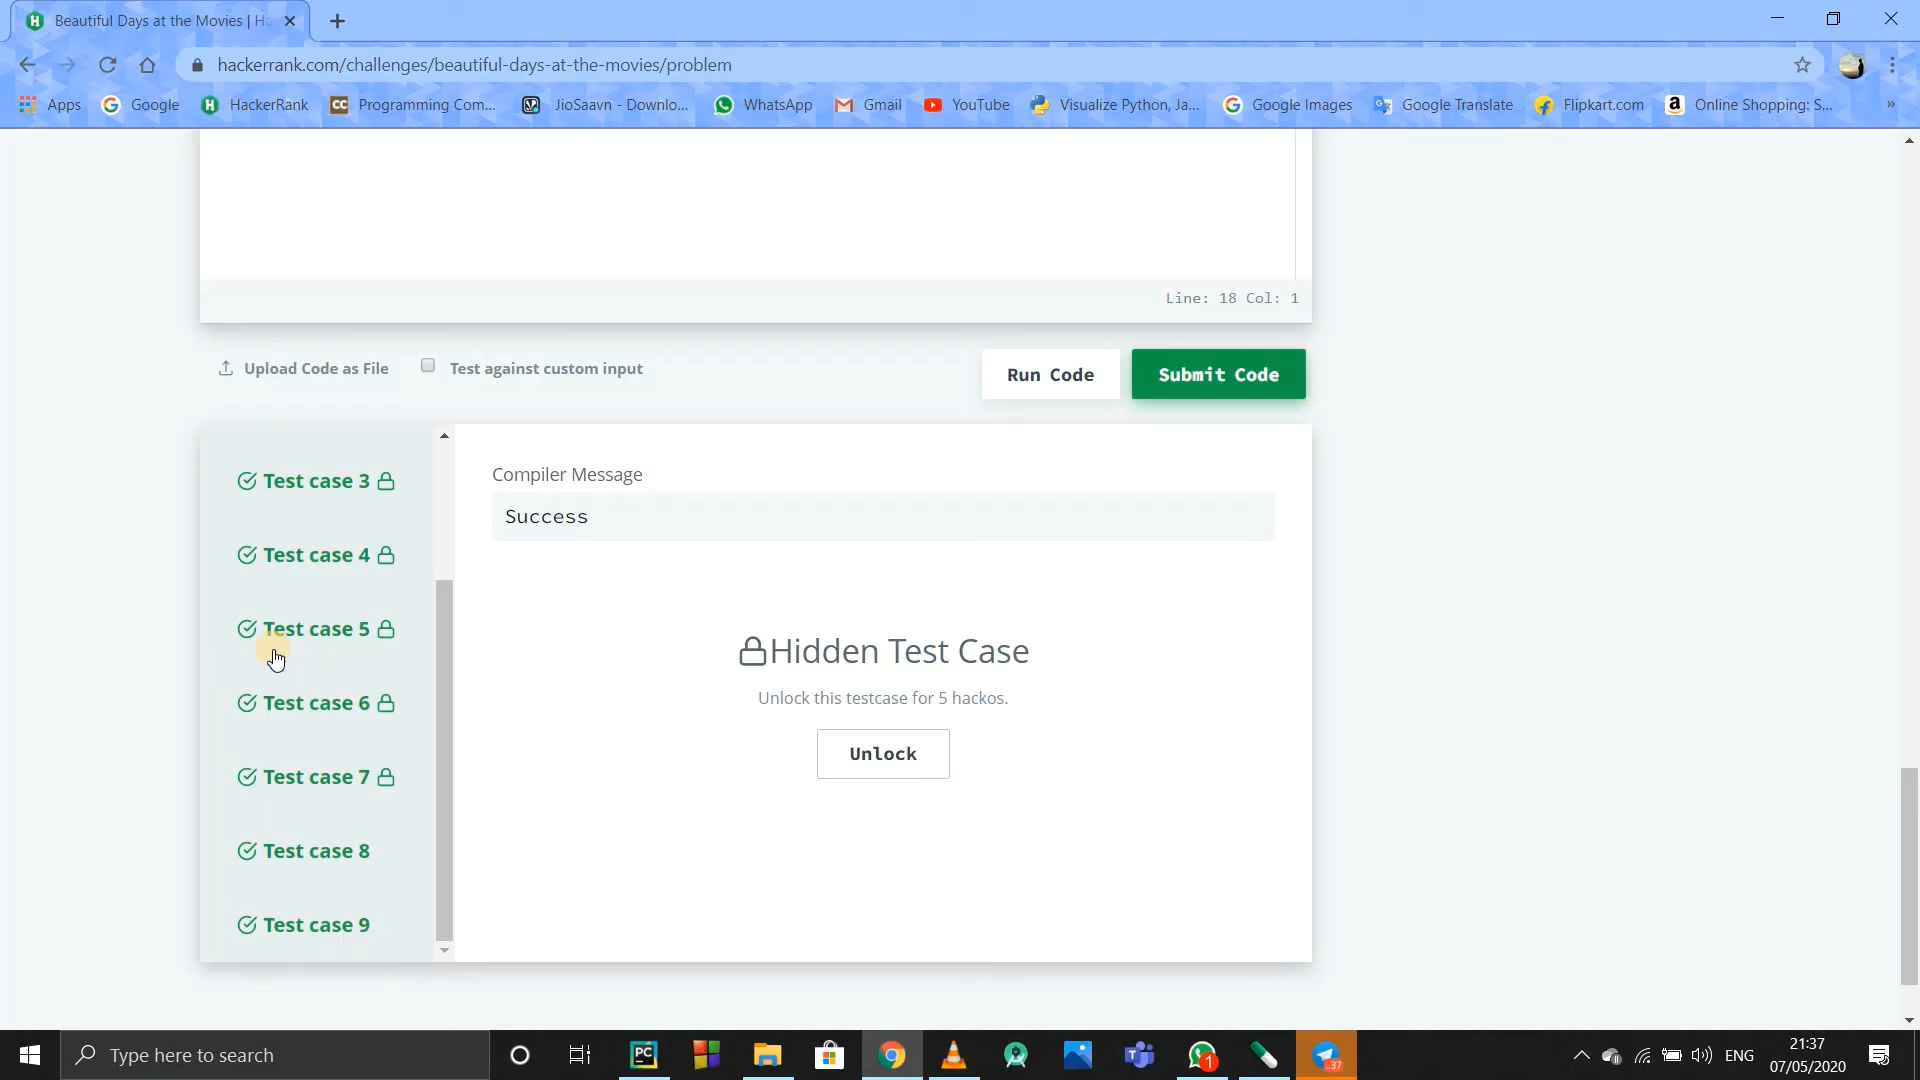 Beautiful Days at the Movies | Ha
hackerrank.com/challenges/beautiful-days-at-the-movies/problem
Apps
Google
HackerRank
CC
Programming Com...
JioSaavn - Downlo...
WhatsApp
Gmail
YouTube
Visualize Python, Ja...
Google Images
Google Translate
Flipkart.com
Online Shopping: S...
»
Line: 18 Col: 1
Upload Code as File
Test against custom input
Run Code
Submit Code
Test case 3
Test case 4
Test case 5
Test case 6
Test case 7
Test case 8
Test case 9
Compiler Message
Success
Hidden Test Case
Unlock this testcase for 5 hackos.
Unlock
Type here to search
PC
1
37
ENG
21:37
07/05/2020